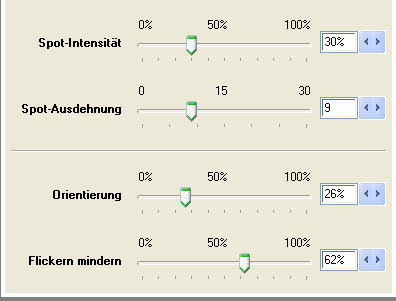 0% 50% 100%
Spot-Intensität 30%
0 15 30
Spot-Ausdehnung 9
0% 50% 100%
Orientierung 26%
0% 50% 100%
Flickern mindern 62%